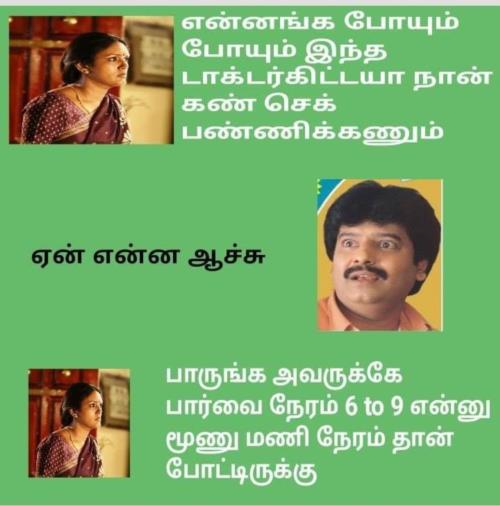 என்னங்க போயும்
போயும் இந்த
டாக்டர்கிட்டயா நான்
கண் செக்
பண்ணிக்கணும்
ஏன் என்ன ஆச்சு
பாருங்க அவருக்கே
பார்வை நேரம் 6 to 9 என்னு
மூணு மணி நேரம் தான்
போட்டிருக்கு